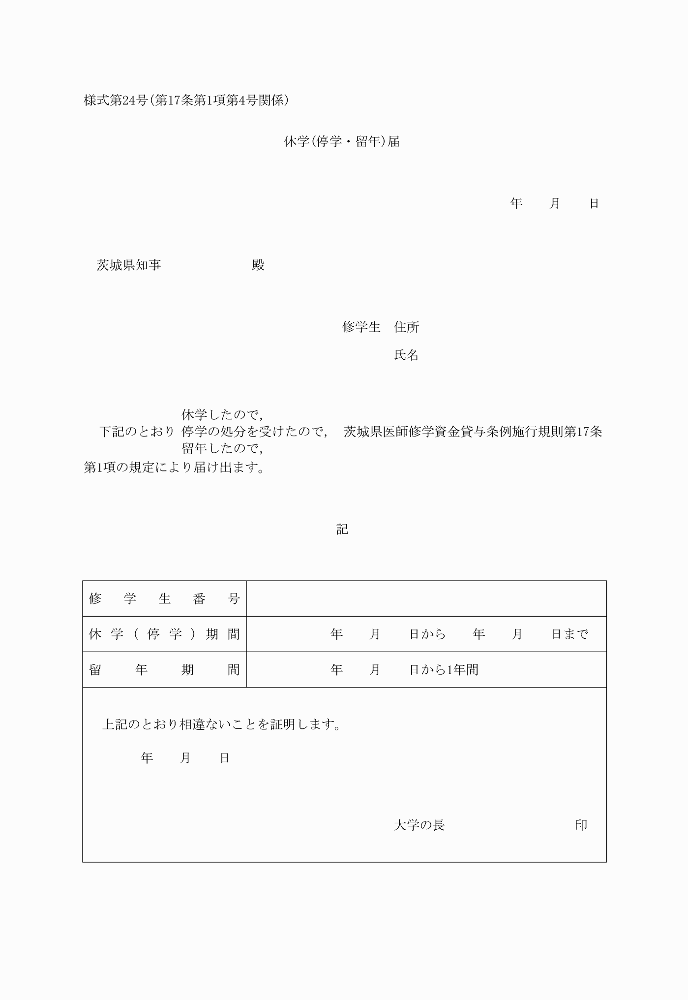 様式第24号(第17条第1項第4号関係)
休学(停学・留年)届
年　　月　　日
茨城県知事　　　　　　　殿
修学生　住所
氏名
休学したので，
下記のとおり 停学の処分を受けたので，　茨城県医師修学資金貸与条例施行規則第17条
留年したので，
第1項の規定により届け出ます。
記
修学生番号
休学(停学)期間　　年　　月　　日から　　年　　月　　日まで
留年期間　　年　　月　　日から1年間
上記のとおり相違ないことを証明します。
年　　月　　日
大学の長　　　　　　　　　　印